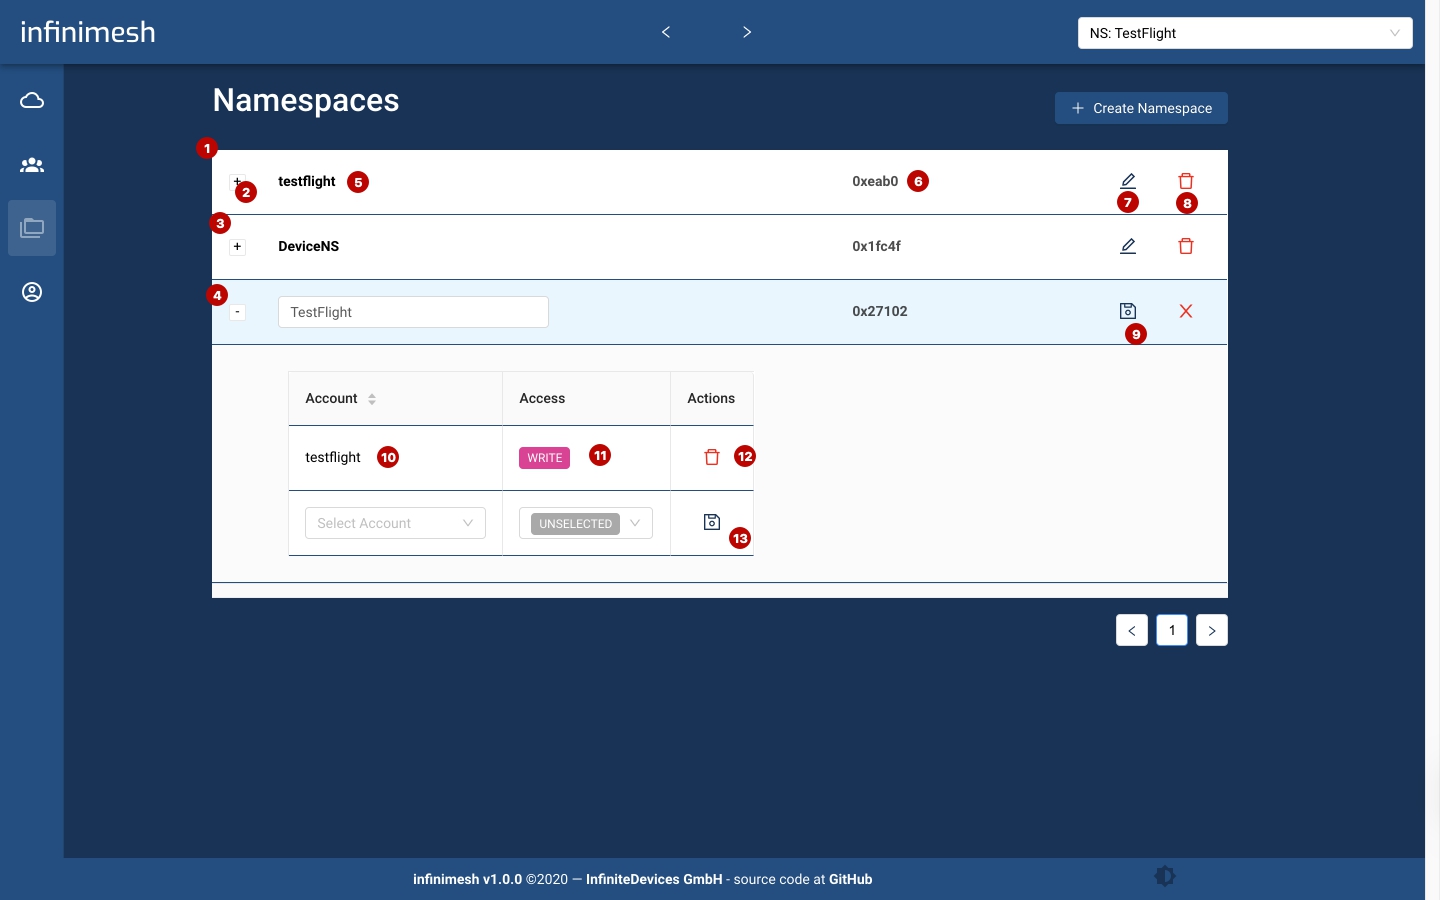 infinimesh
NS: TestFlight
Namespaces
+ Create Namespace
1
+ 2 testflight 5 0xeab0 6 7 8
3
+ DeviceNS 0x1fc4f
4
- TestFlight 0x27102
9
Account Access Actions
testflight 10 WRITE 11 12
Select Account UNSELECTED
13
< 1 >
infinimesh v1.0.0 ©2020 — InfiniteDevices GmbH - source code at GitHub